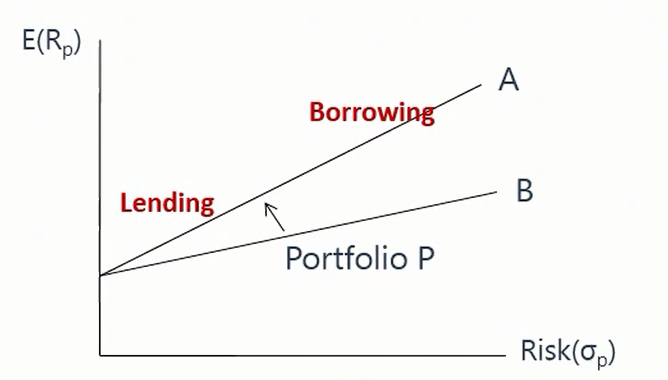 E(Rp)
A
Borrowing
B
Lending
Portfolio P
Risk(σp)